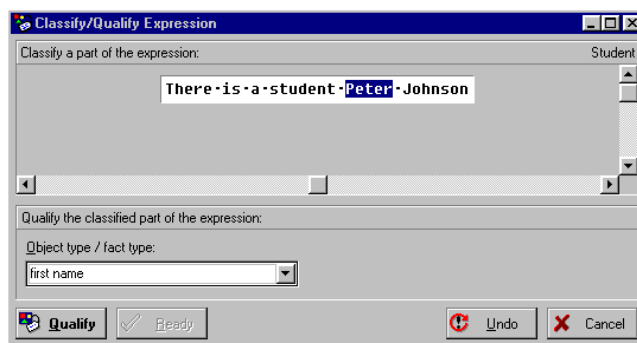 Classify/Qualify Expression
Classify a part of the expression: Student
There·is·a·student·Peter·Johnson
Qualify the classified part of the expression:
Object type / fact type:
first name
Qualify Ready Undo Cancel